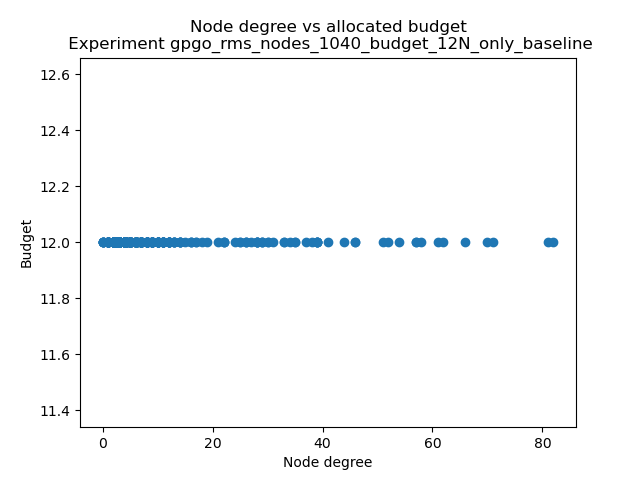 Node degree vs allocated budget
Experiment gpgo_rms_nodes_1040_budget_12N_only_baseline
12.6
12.4
12.2
12.0
11.8
11.6
11.4
Budget
0 20 40 60 80
Node degree